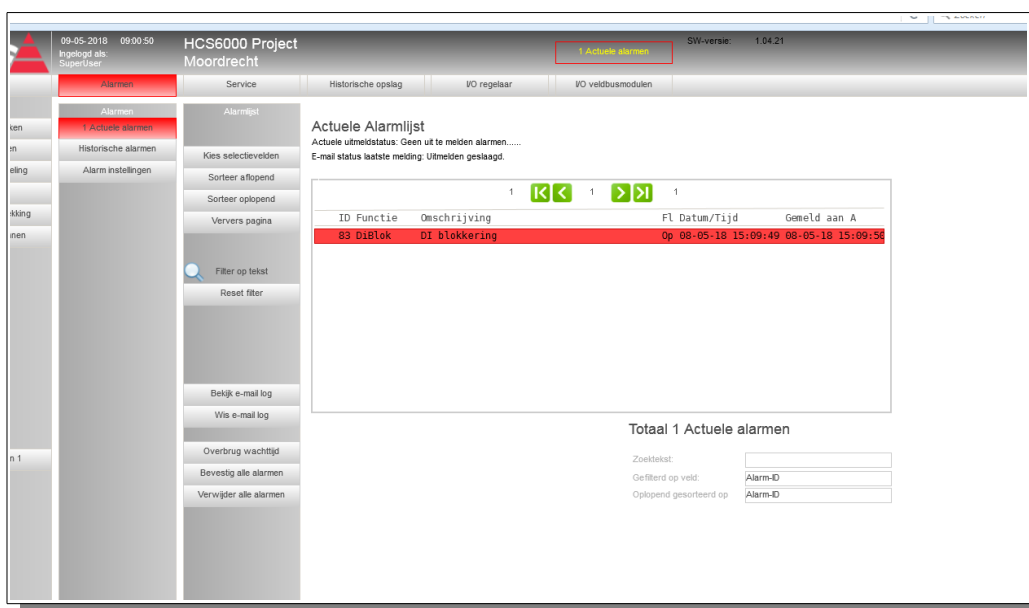 Zoeken
09-05-2018 09:00:50
Ingelogd als:
SuperUser
HCS6000 Project
Moordrecht
1 Actuele alarmen
SW-versie: 1.04.21
Alarmen
Service
Historische opslag
I/O regelaar
I/O veldbusmodulen
Alarmen
1 Actuele alarmen
Historische alarmen
Alarm instellingen
Alarmlijst
Kies selectievelden
Sorteer aflopend
Sorteer oplopend
Ververs pagina
Filter op tekst
Reset filter
Bekijk e-mail log
Wis e-mail log
Overbrug wachttijd
Bevestig alle alarmen
Verwijder alle alarmen
Actuele Alarmlijst
Actuele uitmeldstatus: Geen uit te melden alarmen......
E-mail status laatste melding: Uitmelden geslaagd.
1 1 1
ID Functie Omschrijving Fl Datum/Tijd Gemeld aan A
83 DiBlok DI blokkering Op 08-05-18 15:09:49 08-05-18 15:09:50
Totaal 1 Actuele alarmen
Zoektekst:
Gefilterd op veld: Alarm-ID
Oplopend gesorteerd op Alarm-ID
n 1